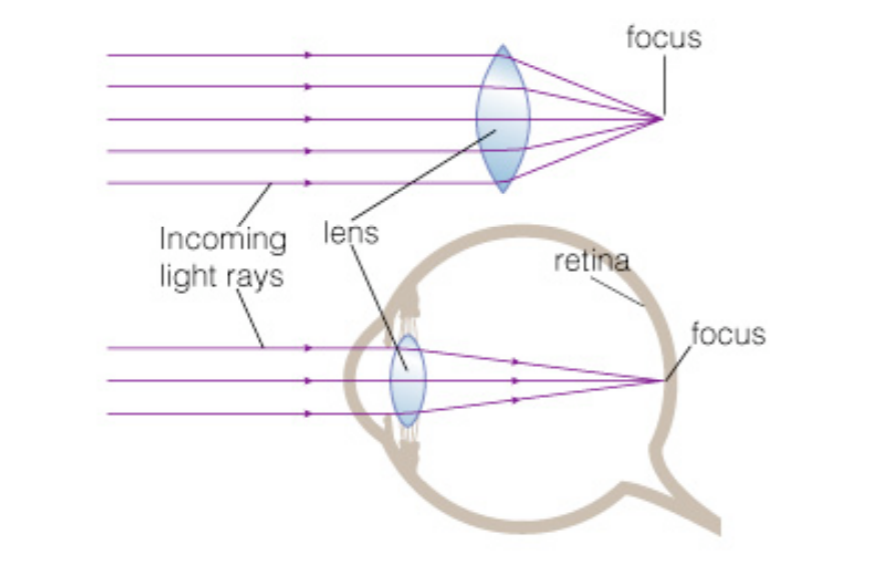 focus
Incoming
light rays
lens
retina
focus